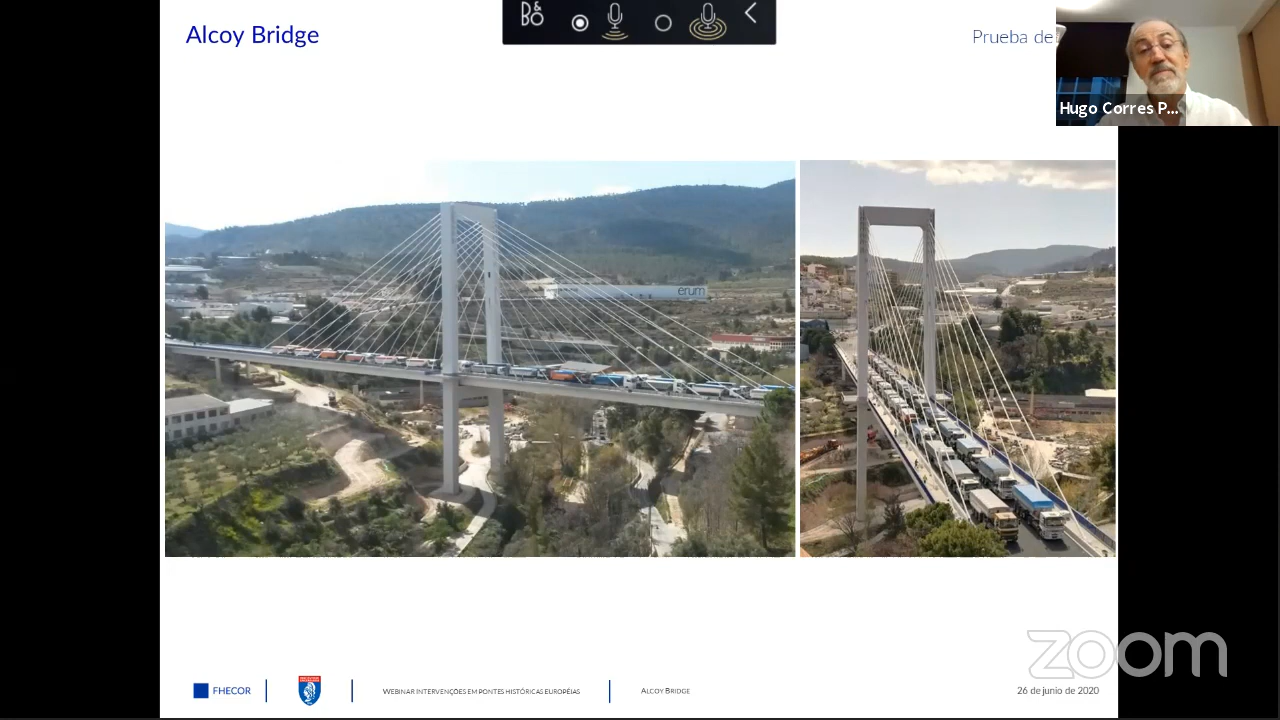 Alcoy Bridge
B&O
Prueba de
Hugo Corres P...
erum
zoom
FHECOR
WEBINAR INTERVENÇÕES EM PONTES HISTÓRICAS EUROPÉIAS
ALCOY BRIDGE
26 de junio de 2020